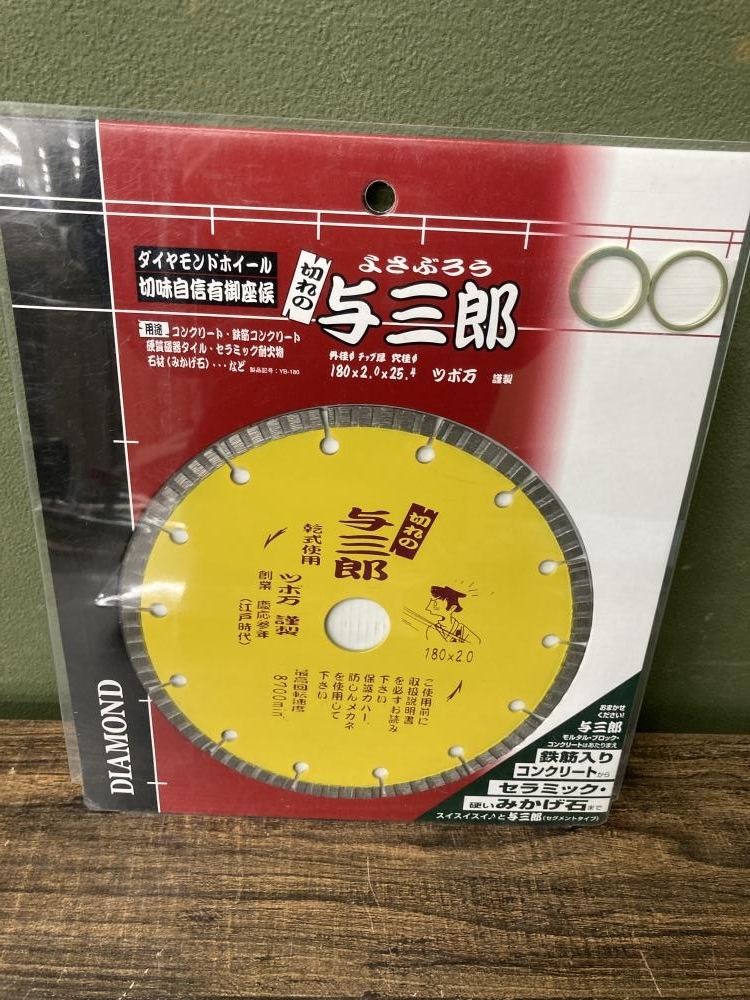 ダイヤモンドホイール
切味自信有御座候
切れの
よさぶろう
与三郎
用途
コンクリート・鉄筋コンクリート
硬質磁器タイル・セラミック耐火物
石材(みかげ石)・・・など
製品記号:YB-180
外径φ チップ厚 穴径φ
180×2.0×25.4
ツボ万
謹製
切れの
与三郎
乾式使用
ツボ万 謹製
創業 慶応参年
(江戸時代)
180×2.0
ご使用前に
取扱説明書
を必ずお読み
下さい
保護カバー、
防じんメガネ
を使用して
下さい
最高回転速度
8700min⁻¹
DIAMOND
おまかせ
ください!
与三郎
モルタル・ブロック・
コンクリートはあたりまえ
鉄筋入り
コンクリートから
セラミック・
硬いみかげ石まで
スイスイスイ♪と与三郎(セグメントタイプ)